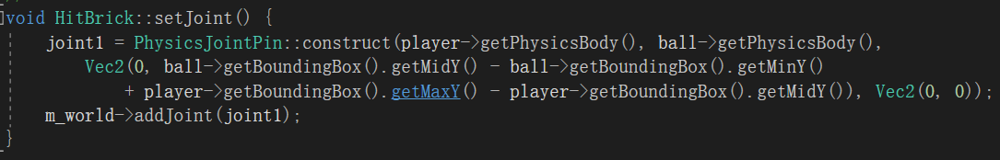 void HitBrick::setJoint() {
joint1 = PhysicsJointPin::construct(player->getPhysicsBody(), ball->getPhysicsBody(),
Vec2(0, ball->getBoundingBox().getMidY() - ball->getBoundingBox().getMinY()
+ player->getBoundingBox().getMaxY() - player->getBoundingBox().getMidY()), Vec2(0, 0));
m_world->addJoint(joint1);
}